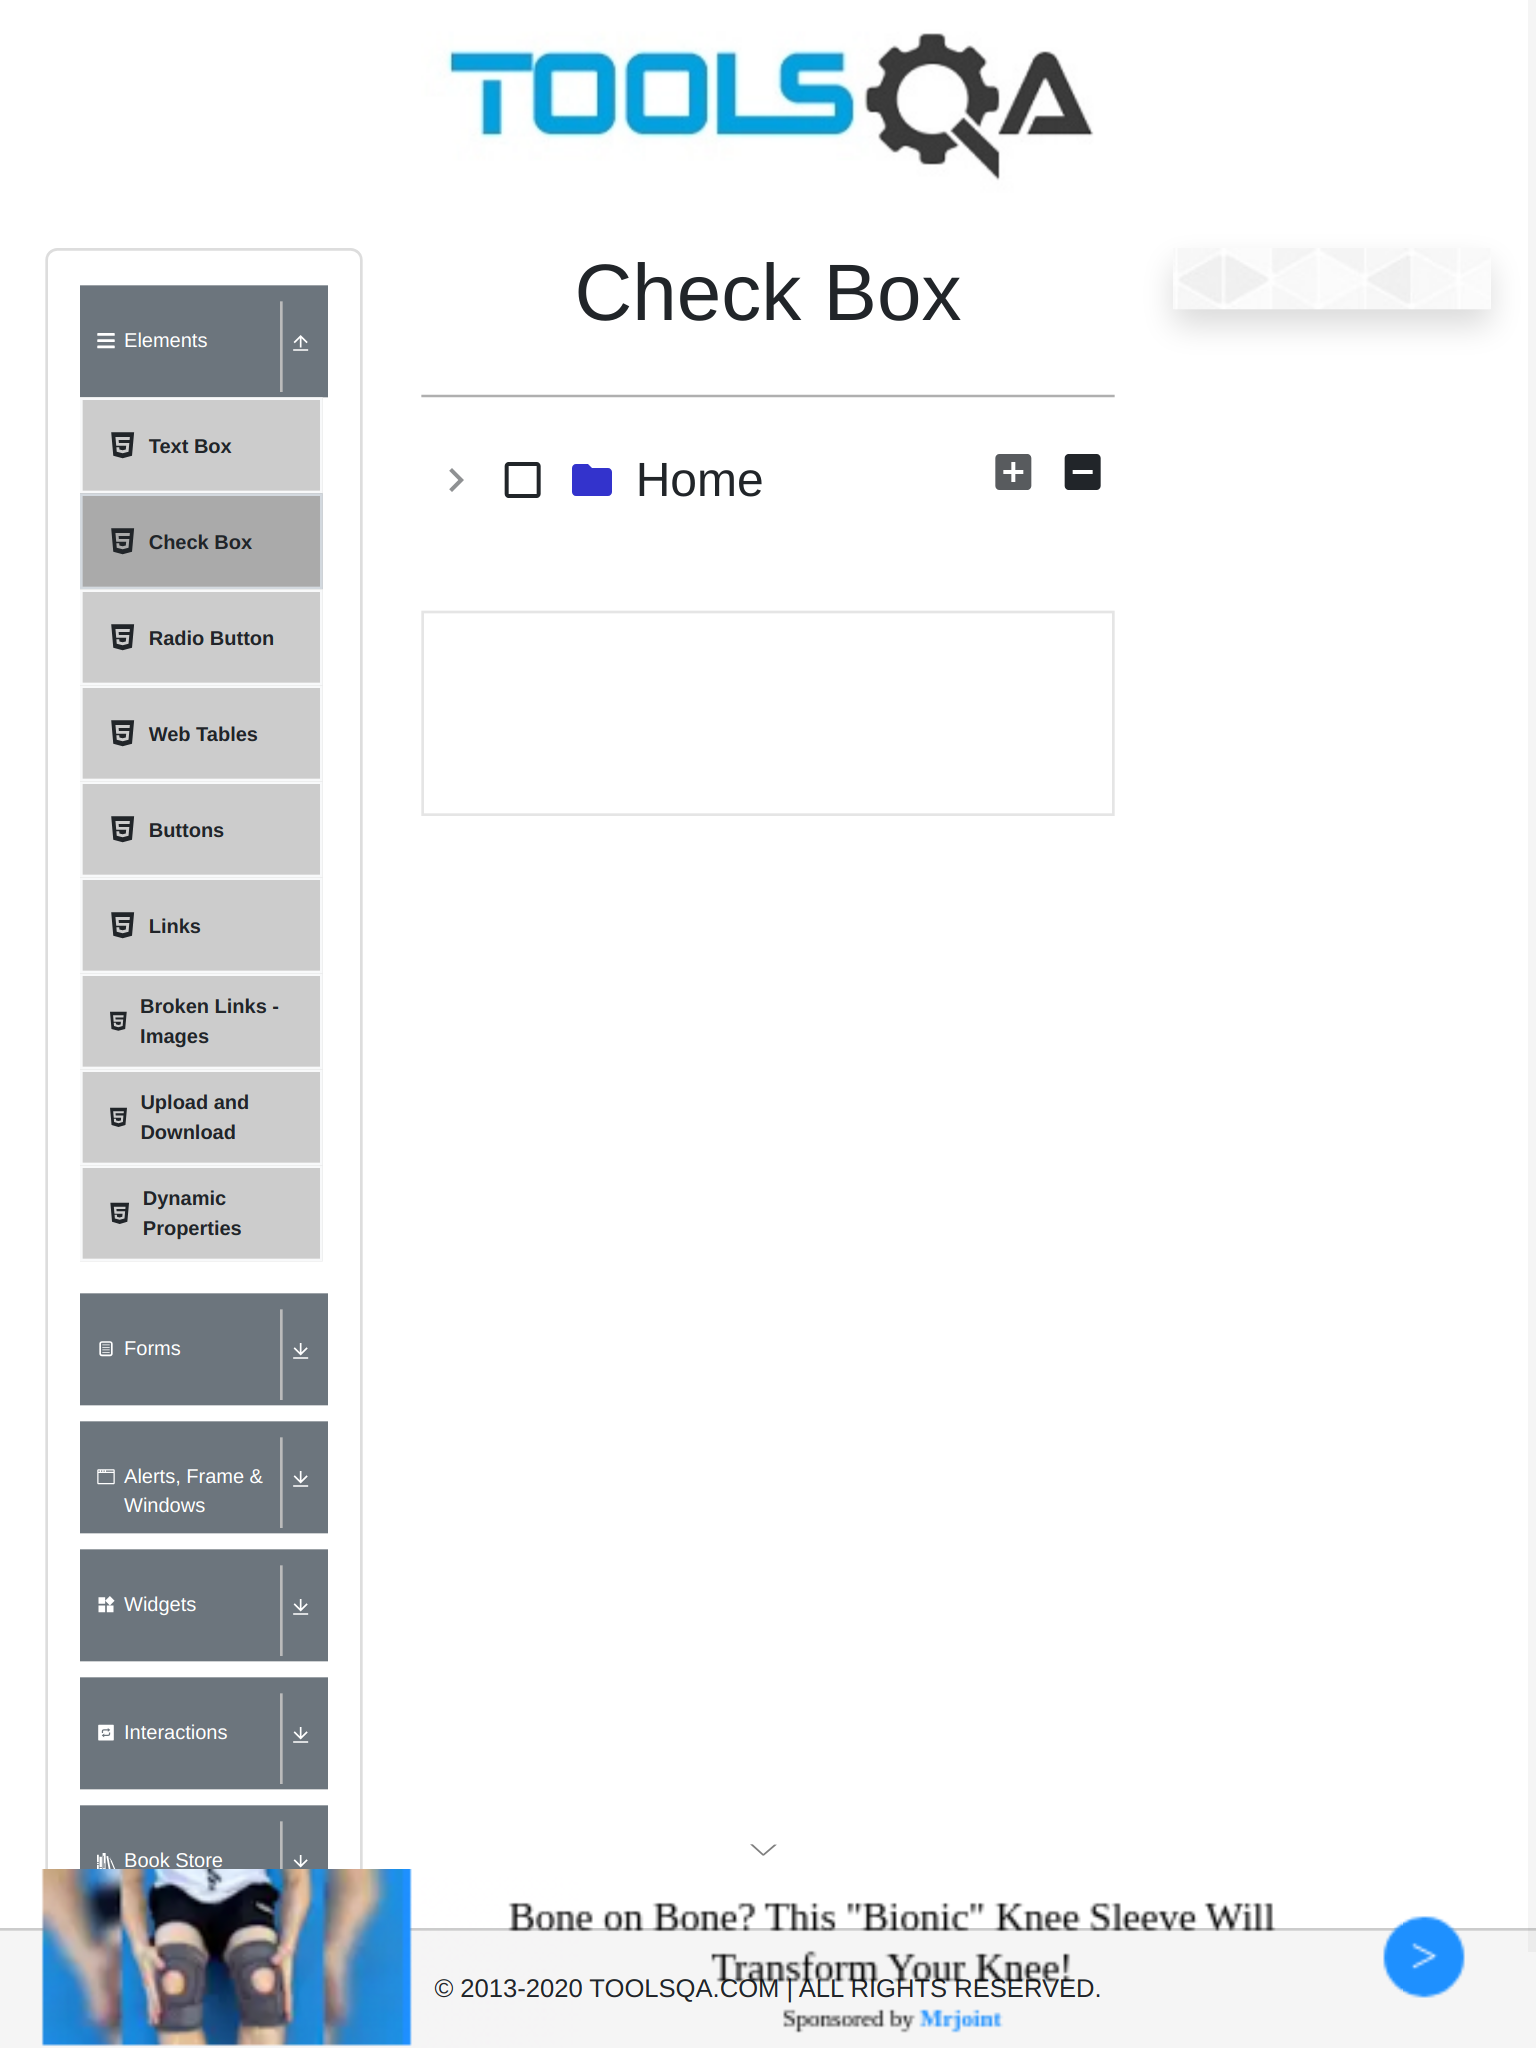 TOOLSQA
Check Box
Elements
Text Box
Check Box
Radio Button
Web Tables
Buttons
Links
Broken Links -
Images
Upload and
Download
Dynamic
Properties
Forms
Alerts, Frame &
Windows
Widgets
Interactions
Book Store
Home
Bone on Bone? This "Bionic" Knee Sleeve Will
Transform Your Knee!
© 2013-2020 TOOLSQA.COM | ALL RIGHTS RESERVED.
Sponsored by Mrjoint